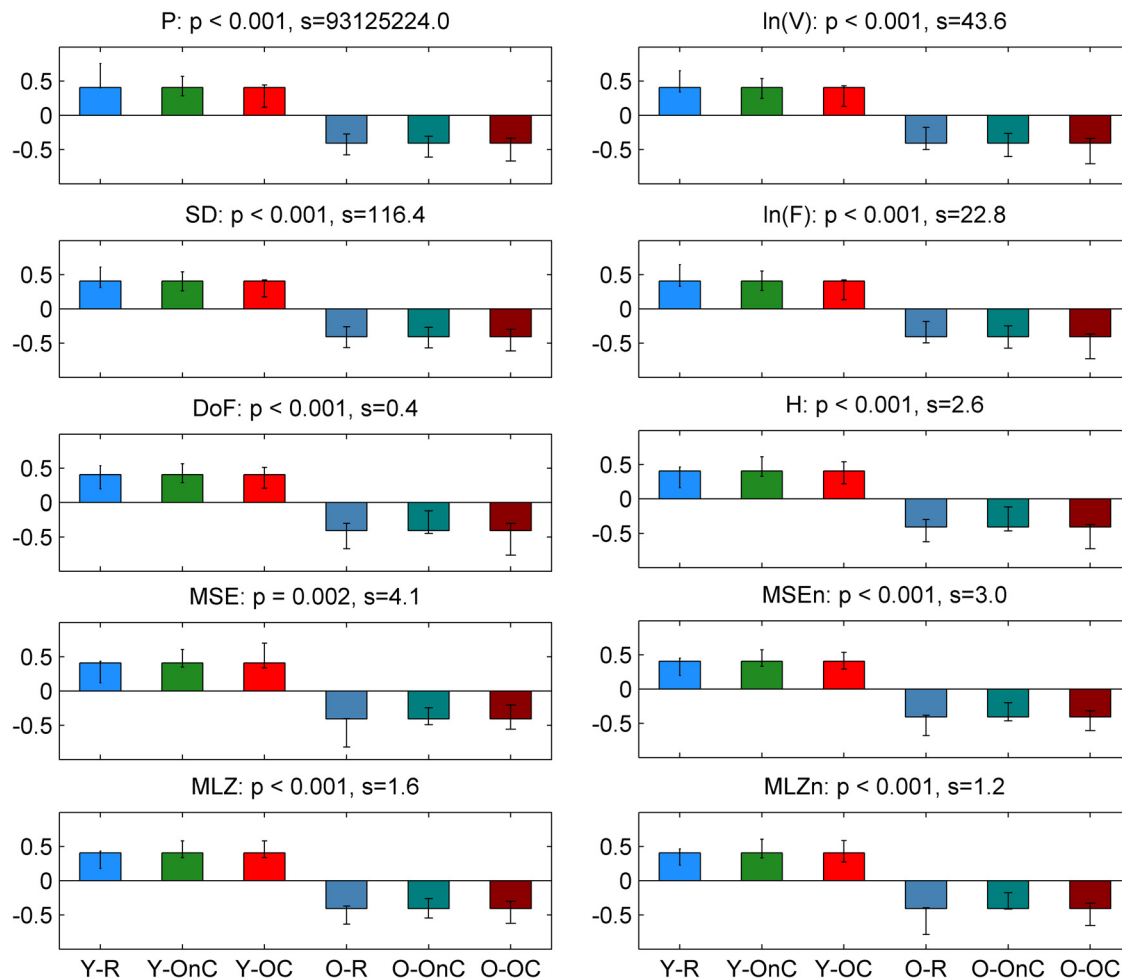 P: p < 0.001, s=93125224.0
0.5
0
-0.5
ln(V): p < 0.001, s=43.6
0.5
0
-0.5
SD: p < 0.001, s=116.4
0.5
0
-0.5
ln(F): p < 0.001, s=22.8
0.5
0
-0.5
DoF: p < 0.001, s=0.4
0.5
0
-0.5
H: p < 0.001, s=2.6
0.5
0
-0.5
MSE: p = 0.002, s=4.1
0.5
0
-0.5
MSEn: p < 0.001, s=3.0
0.5
0
-0.5
MLZ: p < 0.001, s=1.6
0.5
0
-0.5
Y-R Y-OnC Y-OC O-R O-OnC O-OC
MLZn: p < 0.001, s=1.2
0.5
0
-0.5
Y-R Y-OnC Y-OC O-R O-OnC O-OC